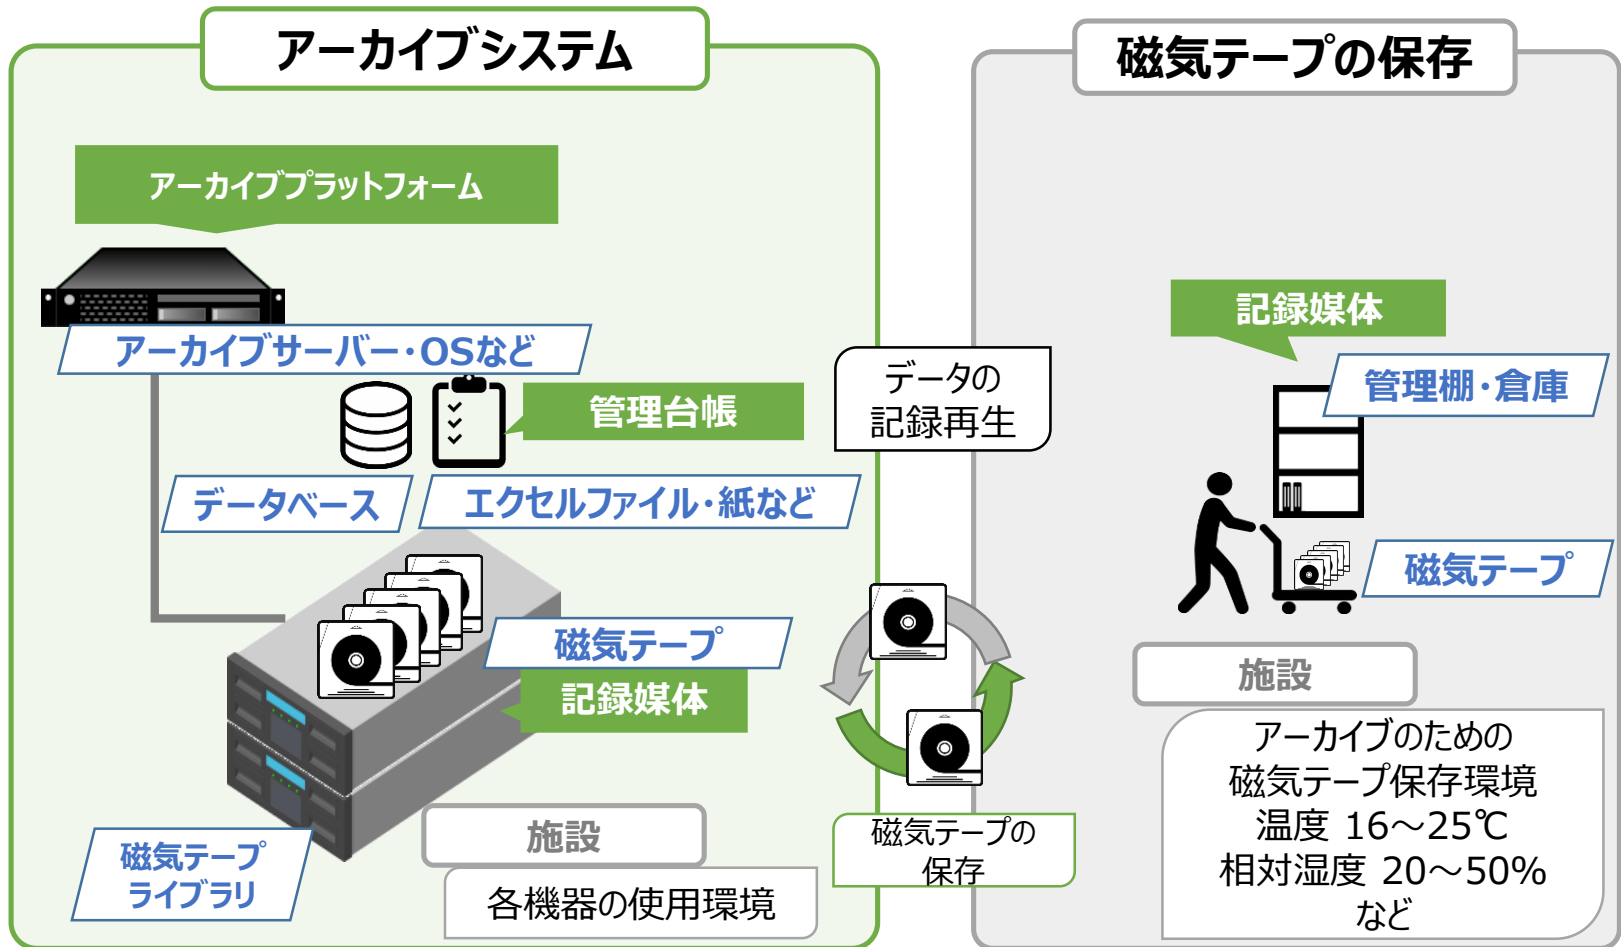 アーカイブシステム
磁気テープの保存
アーカイブプラットフォーム
アーカイブサーバー・OSなど
管理台帳
データベース
エクセルファイル・紙など
磁気テープ
記録媒体
磁気テープ
ライブラリ
施設
各機器の使用環境
データの
記録再生
磁気テープの
保存
記録媒体
管理棚・倉庫
磁気テープ
施設
アーカイブのための
磁気テープ保存環境
温度 16～25℃
相対湿度 20～50%
など